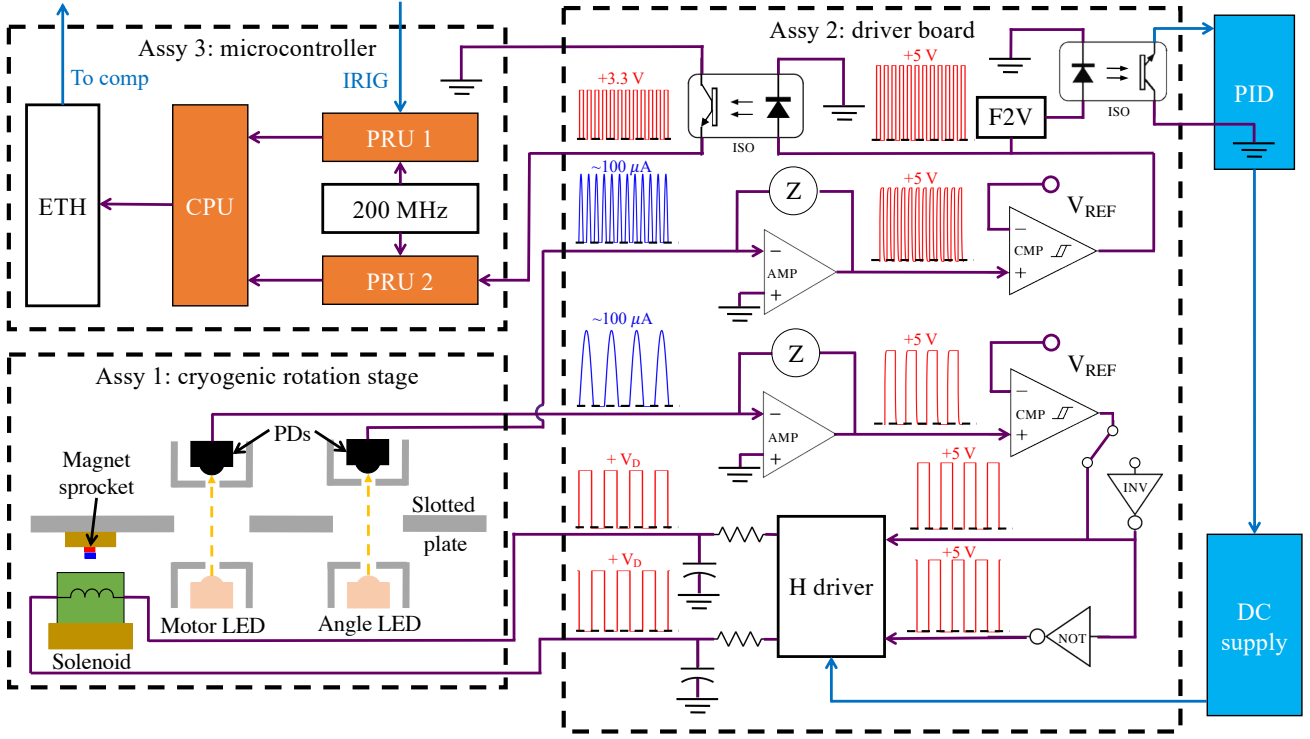 Assy 3: microcontroller
To comp
IRIG
ETH
CPU
PRU 1
200 MHz
PRU 2
Assy 2: driver board
+3.3 V
ISO
+5 V
F2V
ISO
PID
~100 µA
Z
AMP
−
+
+5 V
V_REF
−
CMP
+
~100 µA
Z
AMP
−
+
+5 V
V_REF
−
CMP
+
Assy 1: cryogenic rotation stage
PDs
Magnet
sprocket
Slotted
plate
Motor LED
Angle LED
Solenoid
+ V_D
+ V_D
H driver
+5 V
+5 V
INV
NOT
DC
supply